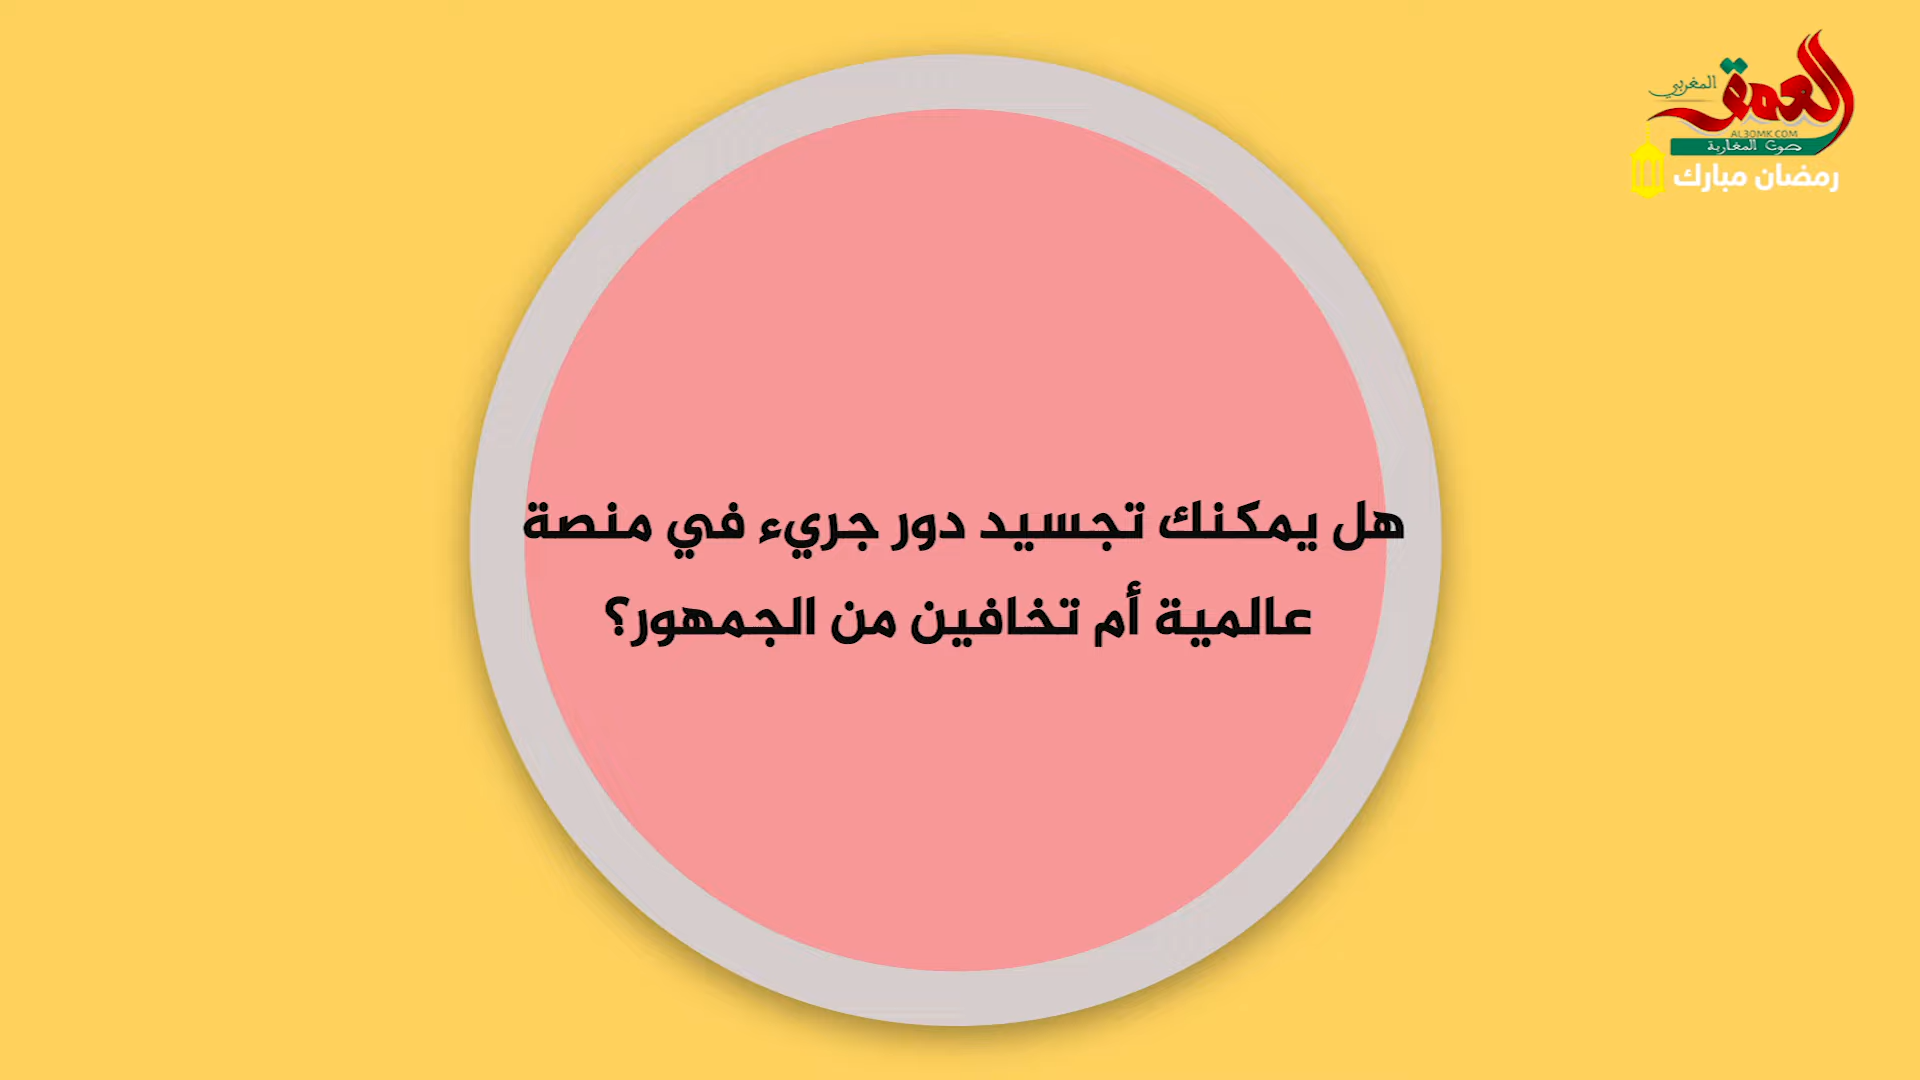 العمق
المغربي
AL3OMK.COM
صوت المغاربة
رمضان مبارك
هل يمكنك تجسيد دور جريء في منصة
عالمية أم تخافين من الجمهور؟